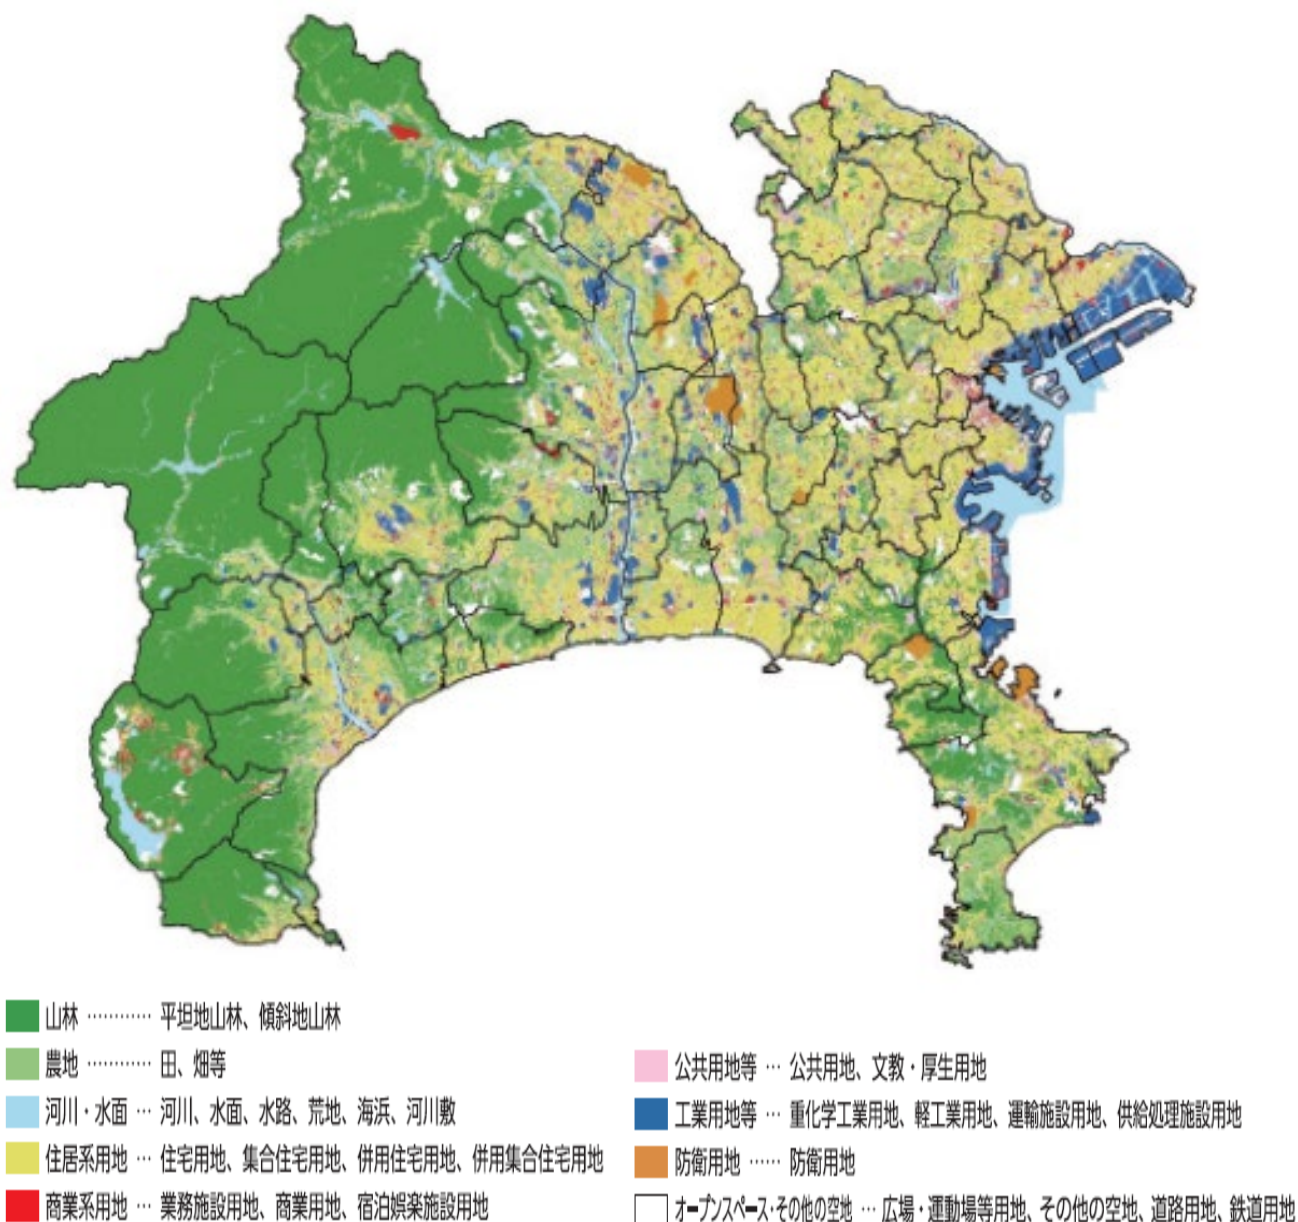 山林 ………… 平坦地山林、傾斜地山林
農地 ………… 田、畑等
河川・水面 … 河川、水面、水路、荒地、海浜、河川敷
住居系用地 … 住宅用地、集合住宅用地、併用住宅用地、併用集合住宅用地
商業系用地 … 業務施設用地、商業用地、宿泊娯楽施設用地
公共用地等 … 公共用地、文教・厚生用地
工業用地等 … 重化学工業用地、軽工業用地、運輸施設用地、供給処理施設用地
防衛用地 …… 防衛用地
オープンスペース・その他の空地 … 広場・運動場等用地、その他の空地、道路用地、鉄道用地